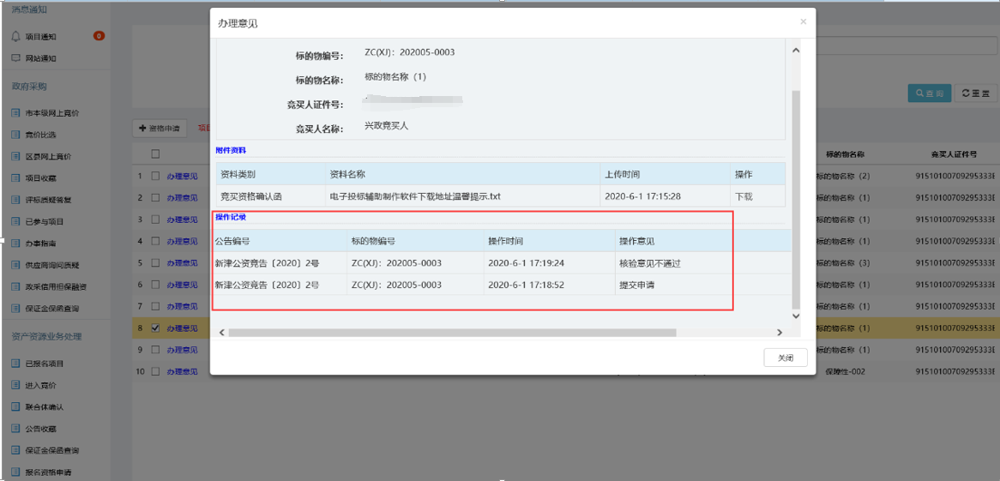 消息通知
项目通知 0
网站通知
政府采购
市本级网上竞价
竞价比选
区县网上竞价
项目收藏
评标质疑答复
已参与项目
办事指南
供应商询问质疑
政采信用担保融资
保证金保函查询
资产资源业务处理
已报名项目
进入竞价
联合体确认
公告收藏
保证金保函查询
报名资格申请
查询 重置
资格申请
标的物名称 竞买人证件号
1 办理意见 标的物名称（2） 91510100709295333E
2 办理意见 标的物名称（1） 91510100709295333E
3 办理意见 标的物名称（1） 91510100709295333E
4 办理意见 标的物名称（1） 91510100709295333E
5 办理意见 标的物名称（3） 91510100709295333E
6 办理意见 标的物名称（1） 91510100709295333E
7 办理意见 标的物名称（1） 91510100709295333E
8 办理意见 标的物名称（1） 91510100709295333E
9 办理意见 标的物名称（1） 91510100709295333E
10 办理意见 保障性-002 91510100709295333E
办理意见 ×
标的物编号： ZC(XJ)：202005-0003
标的物名称： 标的物名称（1）
竞买人证件号：
竞买人名称： 兴政竞买人
附件资料
资料类别 资料名称 上传时间 操作
竞买资格确认函 电子投标辅助制作软件下载地址温馨提示.txt 2020-6-1 17:15:28 下载
操作记录
公告编号 标的物编号 操作时间 操作意见
新津公资竞告〔2020〕2号 ZC(XJ)：202005-0003 2020-6-1 17:19:24 核验意见不通过
新津公资竞告〔2020〕2号 ZC(XJ)：202005-0003 2020-6-1 17:18:52 提交申请
关闭